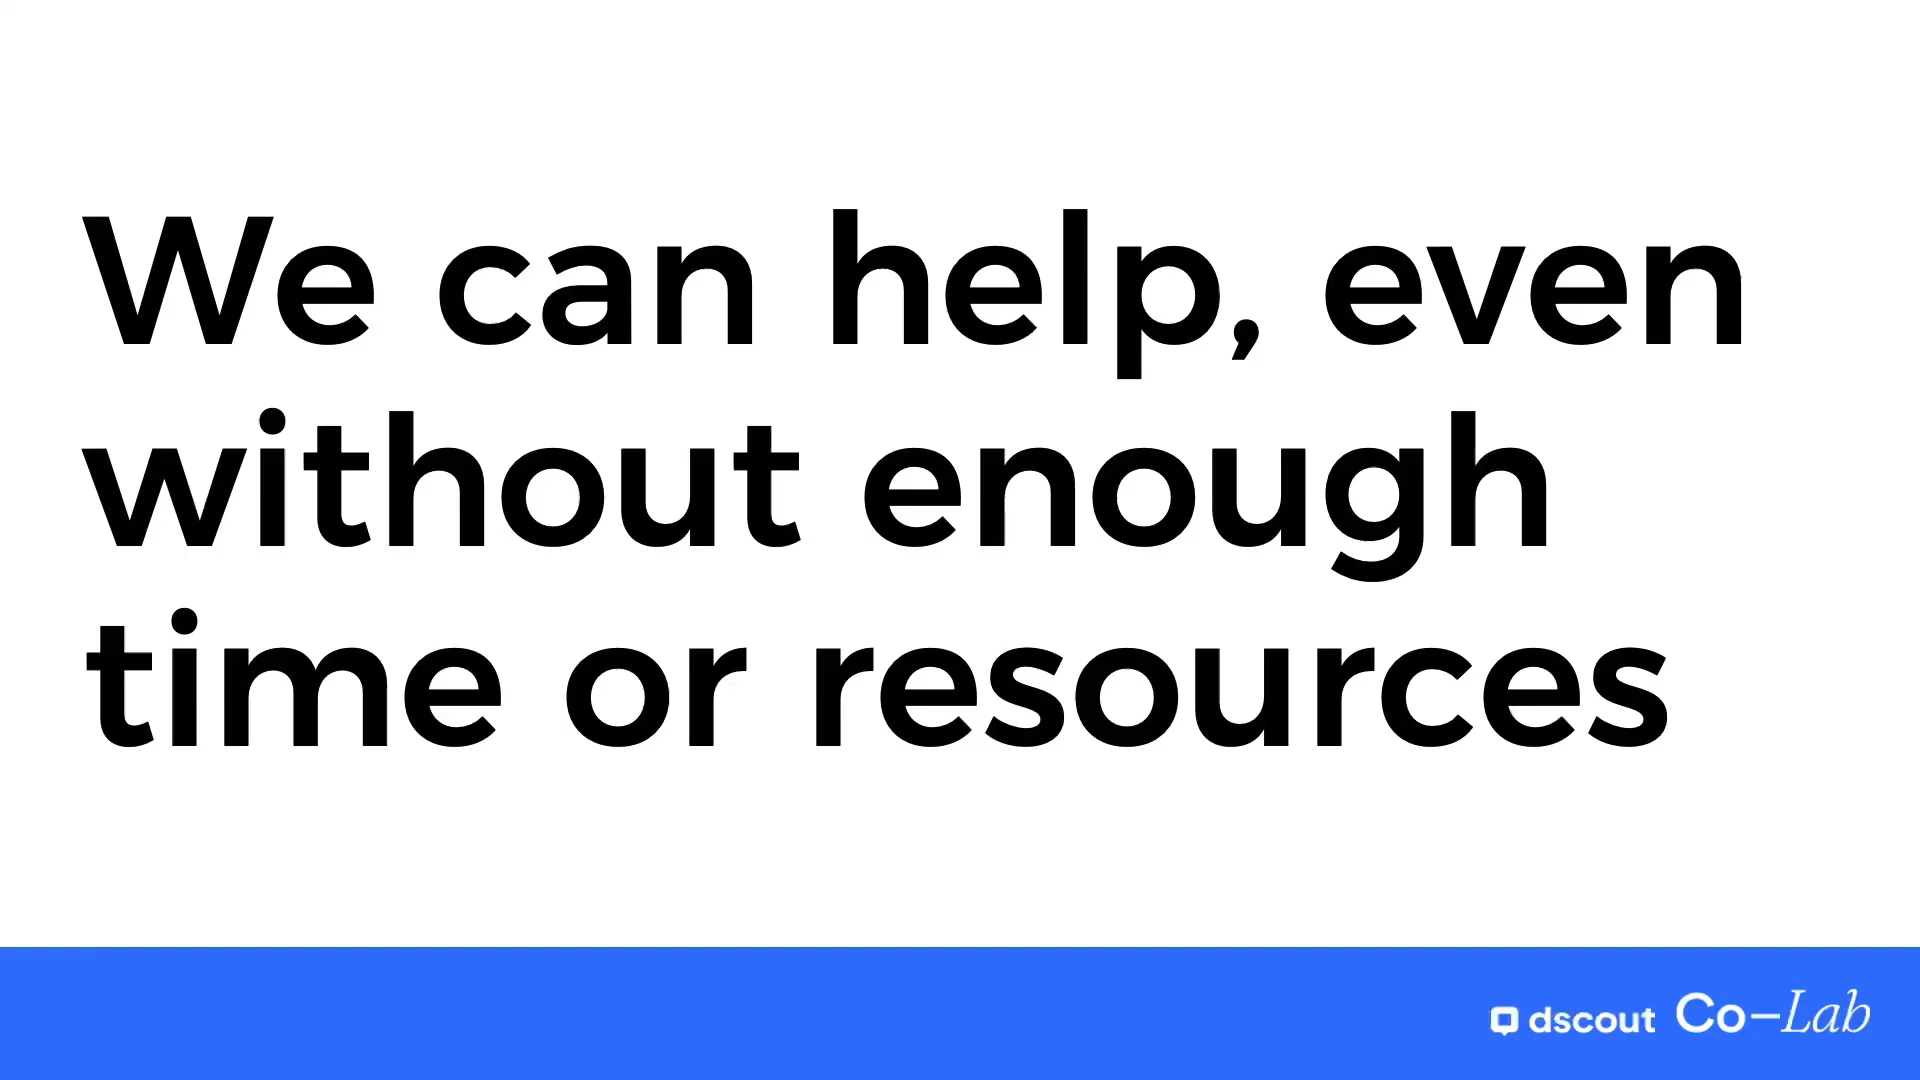 We can help, even
without enough
time or resources
dscout Co–Lab